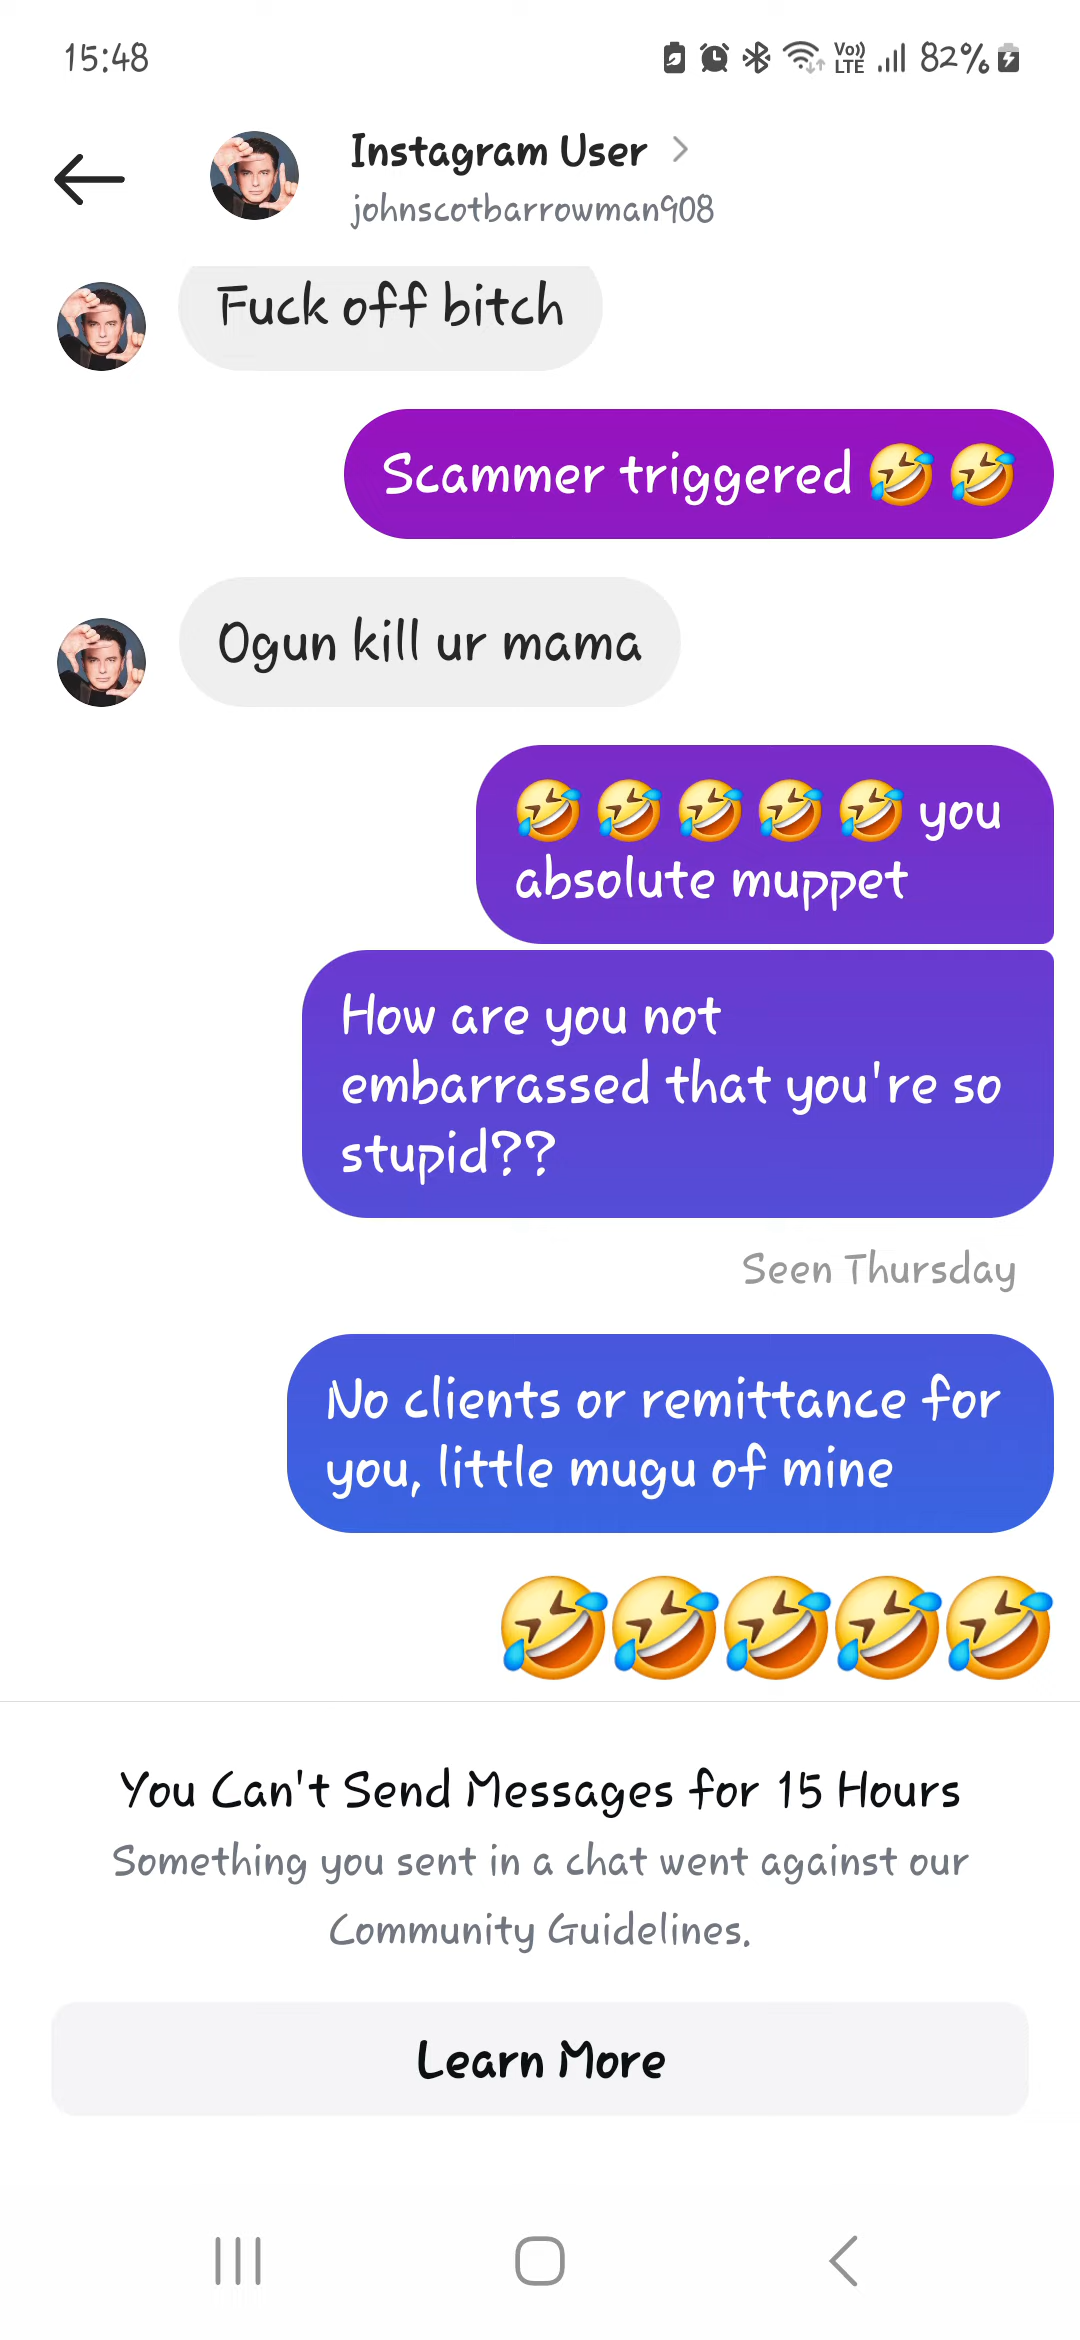 15:48
Vo))
LTE
82%
Instagram User
johnscotbarrowman908
Fuck off bitch
Scammer triggered 🤣 🤣
Ogun kill ur mama
🤣 🤣 🤣 🤣 🤣 you
absolute muppet
How are you not
embarrassed that you're so
stupid??
Seen Thursday
No clients or remittance for
you, little mugu of mine
🤣🤣🤣🤣🤣
You Can't Send Messages for 15 Hours
Something you sent in a chat went against our
Community Guidelines.
Learn More